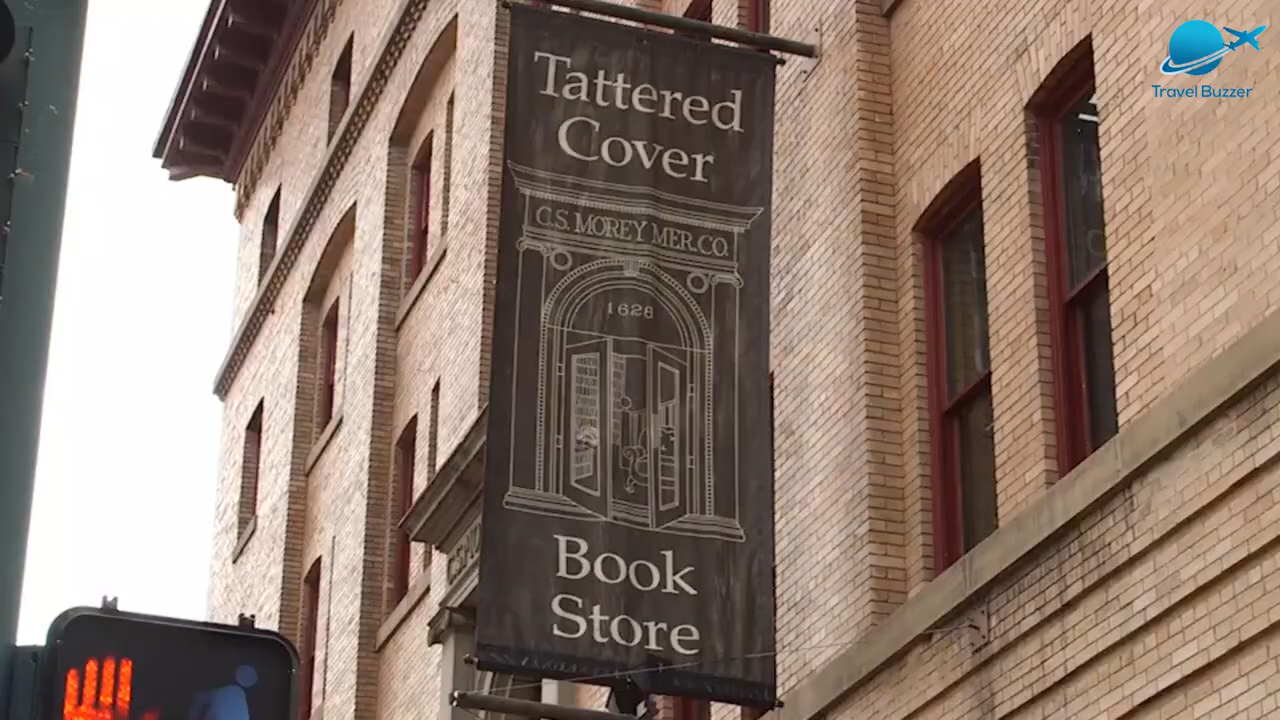 Tattered
Cover
C.S. MOREY MER.CO.
1628
Book
Store
Travel Buzzer